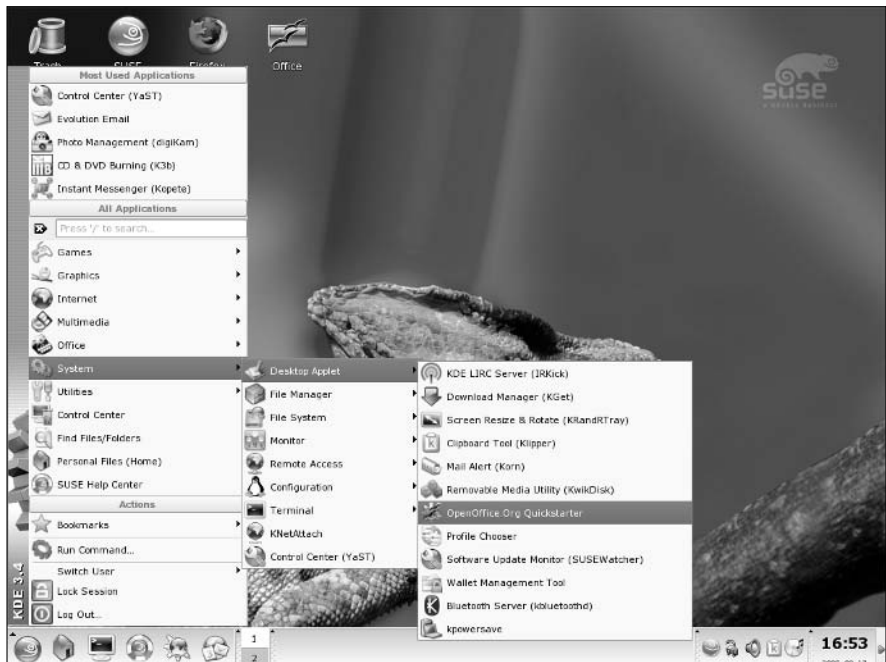 Office
SUSE
Most Used Applications
Control Center (YaST)
Evolution Email
Photo Management (digiKam)
CD & DVD Burning (K3b)
Instant Messenger (Kopete)
All Applications
Press '/' to search...
Games
Graphics
Internet
Multimedia
Office
System
Utilities
Control Center
Find Files/Folders
Personal Files (Home)
SUSE Help Center
Actions
Bookmarks
Run Command...
Switch User
Lock Session
Log Out...
KDE 3.4
Desktop Applet
File Manager
File System
Monitor
Remote Access
Configuration
Terminal
KNetAttach
Control Center (YaST)
KDE LIRC Server (IRKick)
Download Manager (KGet)
Screen Resize & Rotate (KRandRTray)
Clipboard Tool (Klipper)
Mail Alert (Korn)
Removable Media Utility (KwikDisk)
OpenOffice.Org Quickstarter
Profile Chooser
Software Update Monitor (SUSEWatcher)
Wallet Management Tool
Bluetooth Server (kbluetoothd)
kpowersave
1
2
16:53